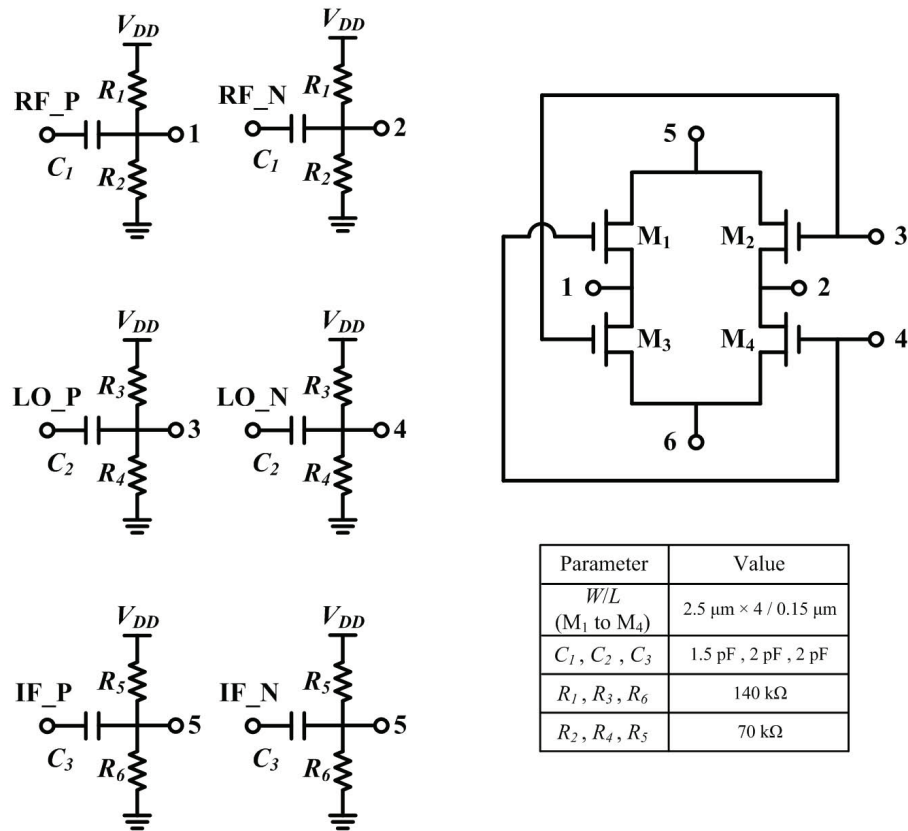 V_DD
V_DD
R_1
R_1
RF_P
RF_N
1
2
C_1
C_1
R_2
R_2
5
M_1
M_2
3
1
2
M_3
M_4
4
6
V_DD
V_DD
R_3
R_3
LO_P
LO_N
3
4
C_2
C_2
R_4
R_4
V_DD
V_DD
R_5
R_5
IF_P
IF_N
5
5
C_3
C_3
R_6
R_6
Parameter Value
W/L
(M_1 to M_4) 2.5 μm × 4 / 0.15 μm
C_1 , C_2 , C_3 1.5 pF , 2 pF , 2 pF
R_1 , R_3 , R_6 140 kΩ
R_2 , R_4 , R_5 70 kΩ